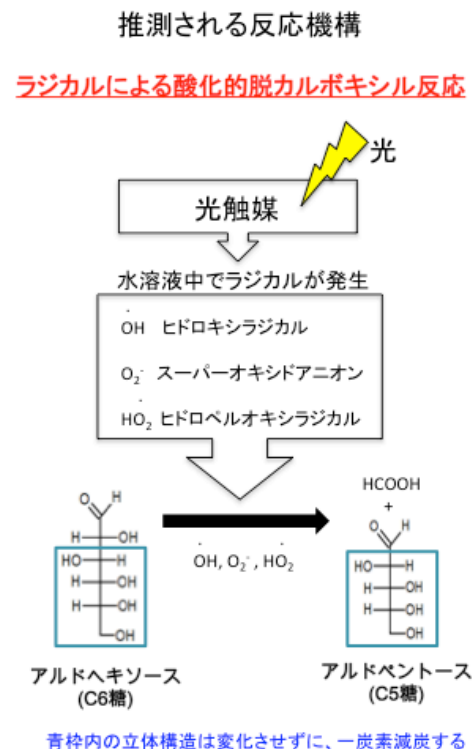 推測される反応機構
ラジカルによる酸化的脱カルボキシル反応
光
光触媒
水溶液中でラジカルが発生
ȮH ヒドロキシラジカル
O₂⁻ スーパーオキシドアニオン
HȮ₂ ヒドロペルオキシラジカル
HCOOH
+
O H
H OH
HO H
H OH
H OH
OH
ȮH, O₂⁻, HȮ₂
O H
HO H
H OH
H OH
OH
アルドヘキソース
(C6糖)
アルドペントース
(C5糖)
青枠内の立体構造は変化させずに、一炭素減炭する